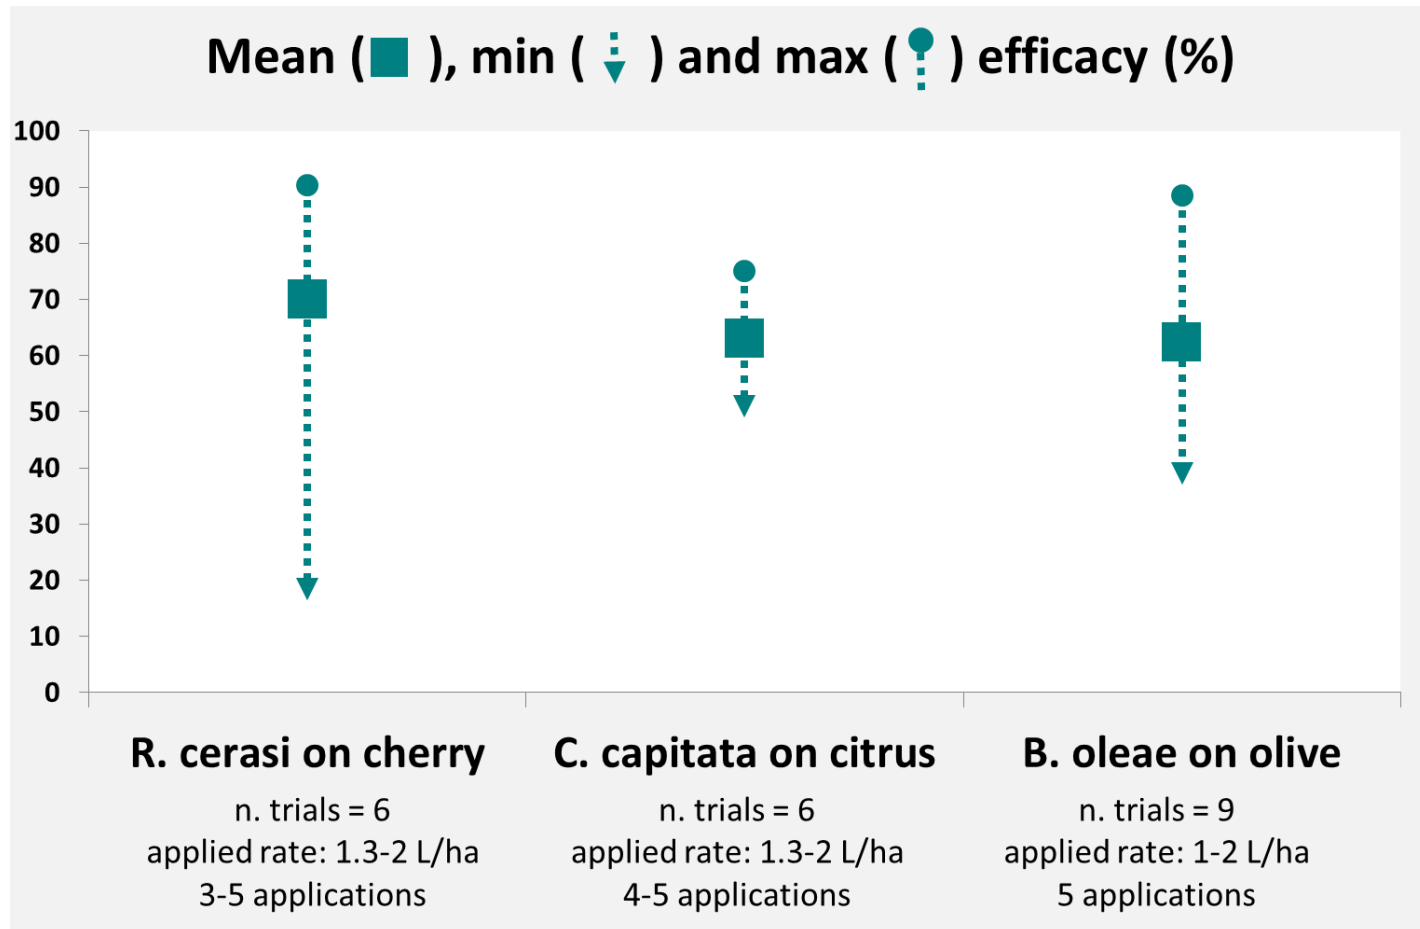 Mean ( ), min ( ) and max ( ) efficacy (%)
100
90
80
70
60
50
40
30
20
10
0
R. cerasi on cherry
n. trials = 6
applied rate: 1.3-2 L/ha
3-5 applications
C. capitata on citrus
n. trials = 6
applied rate: 1.3-2 L/ha
4-5 applications
B. oleae on olive
n. trials = 9
applied rate: 1-2 L/ha
5 applications